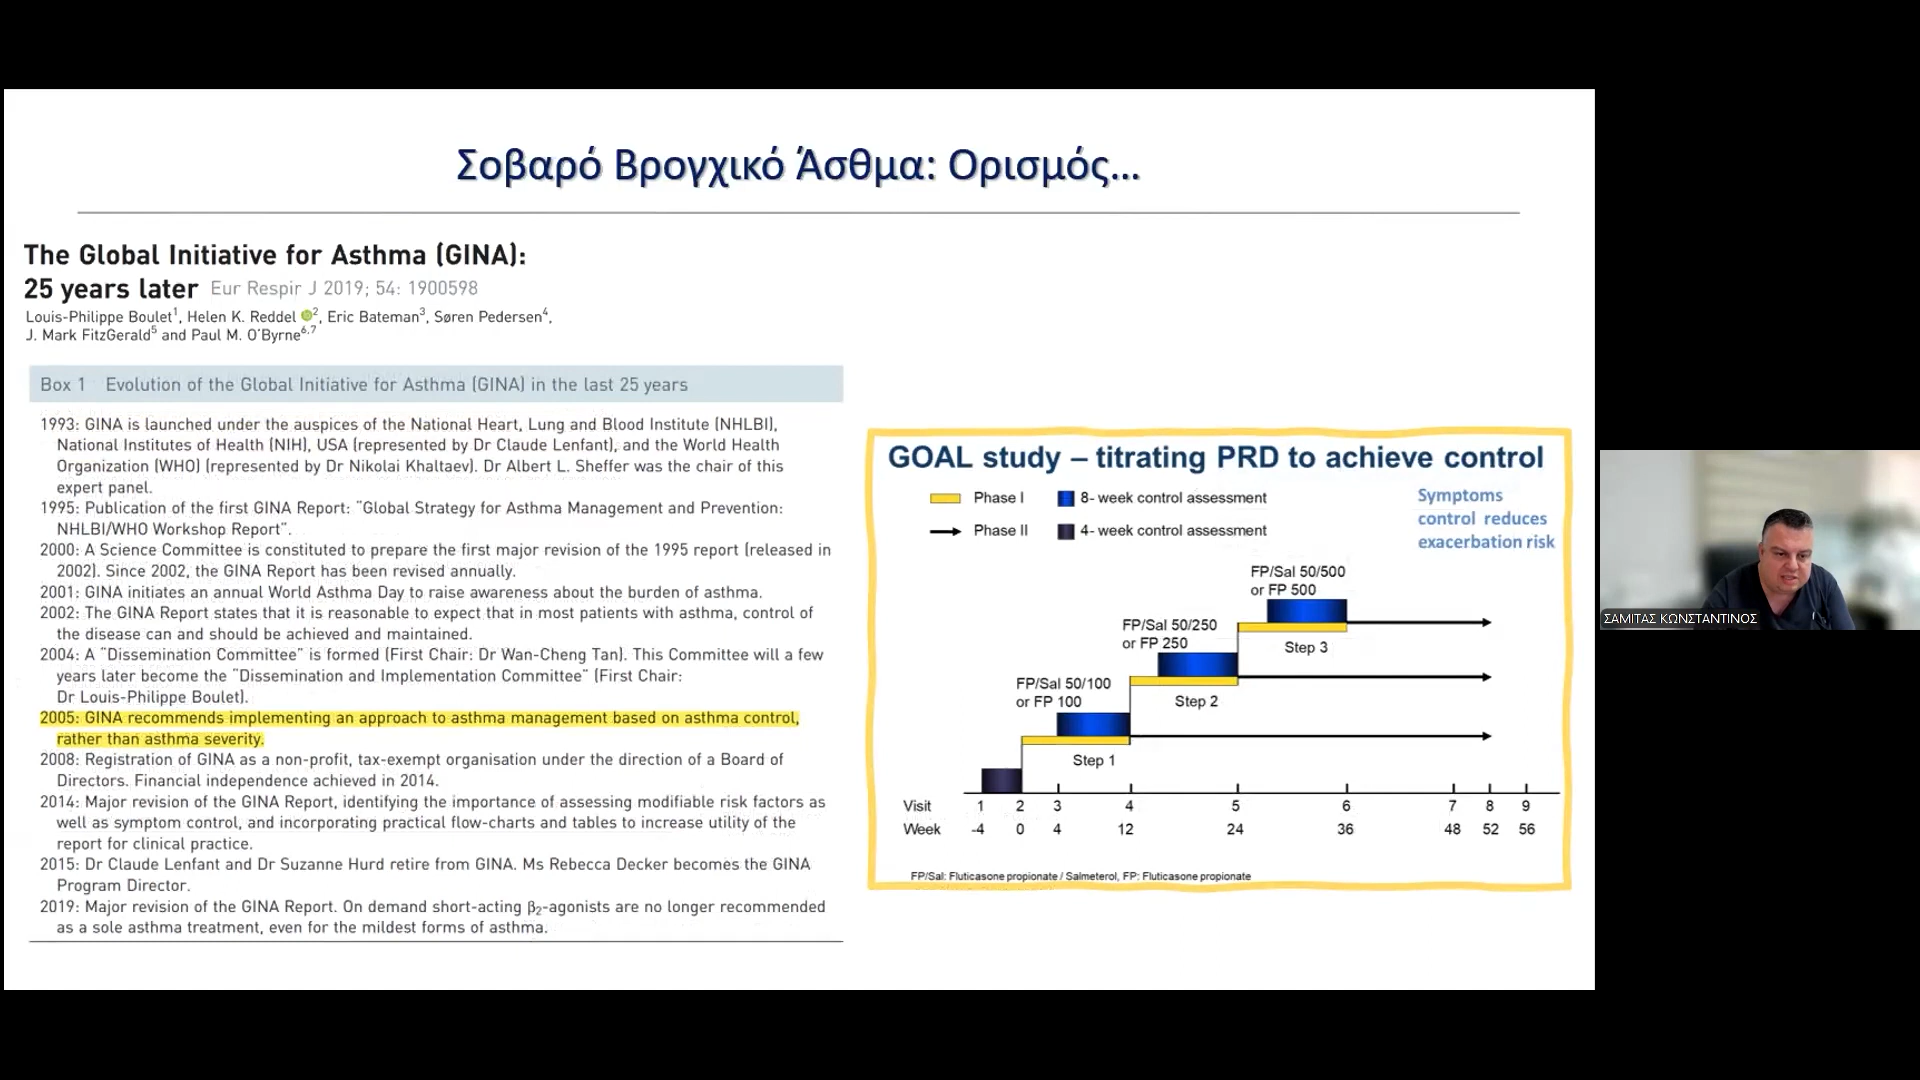 Σοβαρό Βρογχικό Άσθμα: Ορισμός...
The Global Initiative for Asthma (GINA):
25 years later Eur Respir J 2019; 54: 1900598
Louis-Philippe Boulet1, Helen K. Reddel 2, Eric Bateman3, Søren Pedersen4,
J. Mark FitzGerald5 and Paul M. O'Byrne6,7
Box 1 Evolution of the Global Initiative for Asthma (GINA) in the last 25 years
1993: GINA is launched under the auspices of the National Heart, Lung and Blood Institute (NHLBI),
National Institutes of Health (NIH), USA (represented by Dr Claude Lenfant), and the World Health
Organization (WHO) (represented by Dr Nikolai Khaltaev). Dr Albert L. Sheffer was the chair of this
expert panel.
1995: Publication of the first GINA Report: "Global Strategy for Asthma Management and Prevention:
NHLBI/WHO Workshop Report".
2000: A Science Committee is constituted to prepare the first major revision of the 1995 report (released in
2002). Since 2002, the GINA Report has been revised annually.
2001: GINA initiates an annual World Asthma Day to raise awareness about the burden of asthma.
2002: The GINA Report states that it is reasonable to expect that in most patients with asthma, control of
the disease can and should be achieved and maintained.
2004: A "Dissemination Committee" is formed (First Chair: Dr Wan-Cheng Tan). This Committee will a few
years later become the "Dissemination and Implementation Committee" (First Chair:
Dr Louis-Philippe Boulet).
2005: GINA recommends implementing an approach to asthma management based on asthma control,
rather than asthma severity.
2008: Registration of GINA as a non-profit, tax-exempt organisation under the direction of a Board of
Directors. Financial independence achieved in 2014.
2014: Major revision of the GINA Report, identifying the importance of assessing modifiable risk factors as
well as symptom control, and incorporating practical flow-charts and tables to increase utility of the
report for clinical practice.
2015: Dr Claude Lenfant and Dr Suzanne Hurd retire from GINA. Ms Rebecca Decker becomes the GINA
Program Director.
2019: Major revision of the GINA Report. On demand short-acting β2-agonists are no longer recommended
as a sole asthma treatment, even for the mildest forms of asthma.
GOAL study – titrating PRD to achieve control
Phase I 8- week control assessment
Phase II 4- week control assessment
Symptoms
control reduces
exacerbation risk
FP/Sal 50/500
or FP 500
Step 3
FP/Sal 50/250
or FP 250
Step 2
FP/Sal 50/100
or FP 100
Step 1
Visit 1 2 3 4 5 6 7 8 9
Week -4 0 4 12 24 36 48 52 56
FP/Sal: Fluticasone propionate / Salmeterol, FP: Fluticasone propionate
ΣΑΜΙΤΑΣ ΚΩΝΣΤΑΝΤΙΝΟΣ